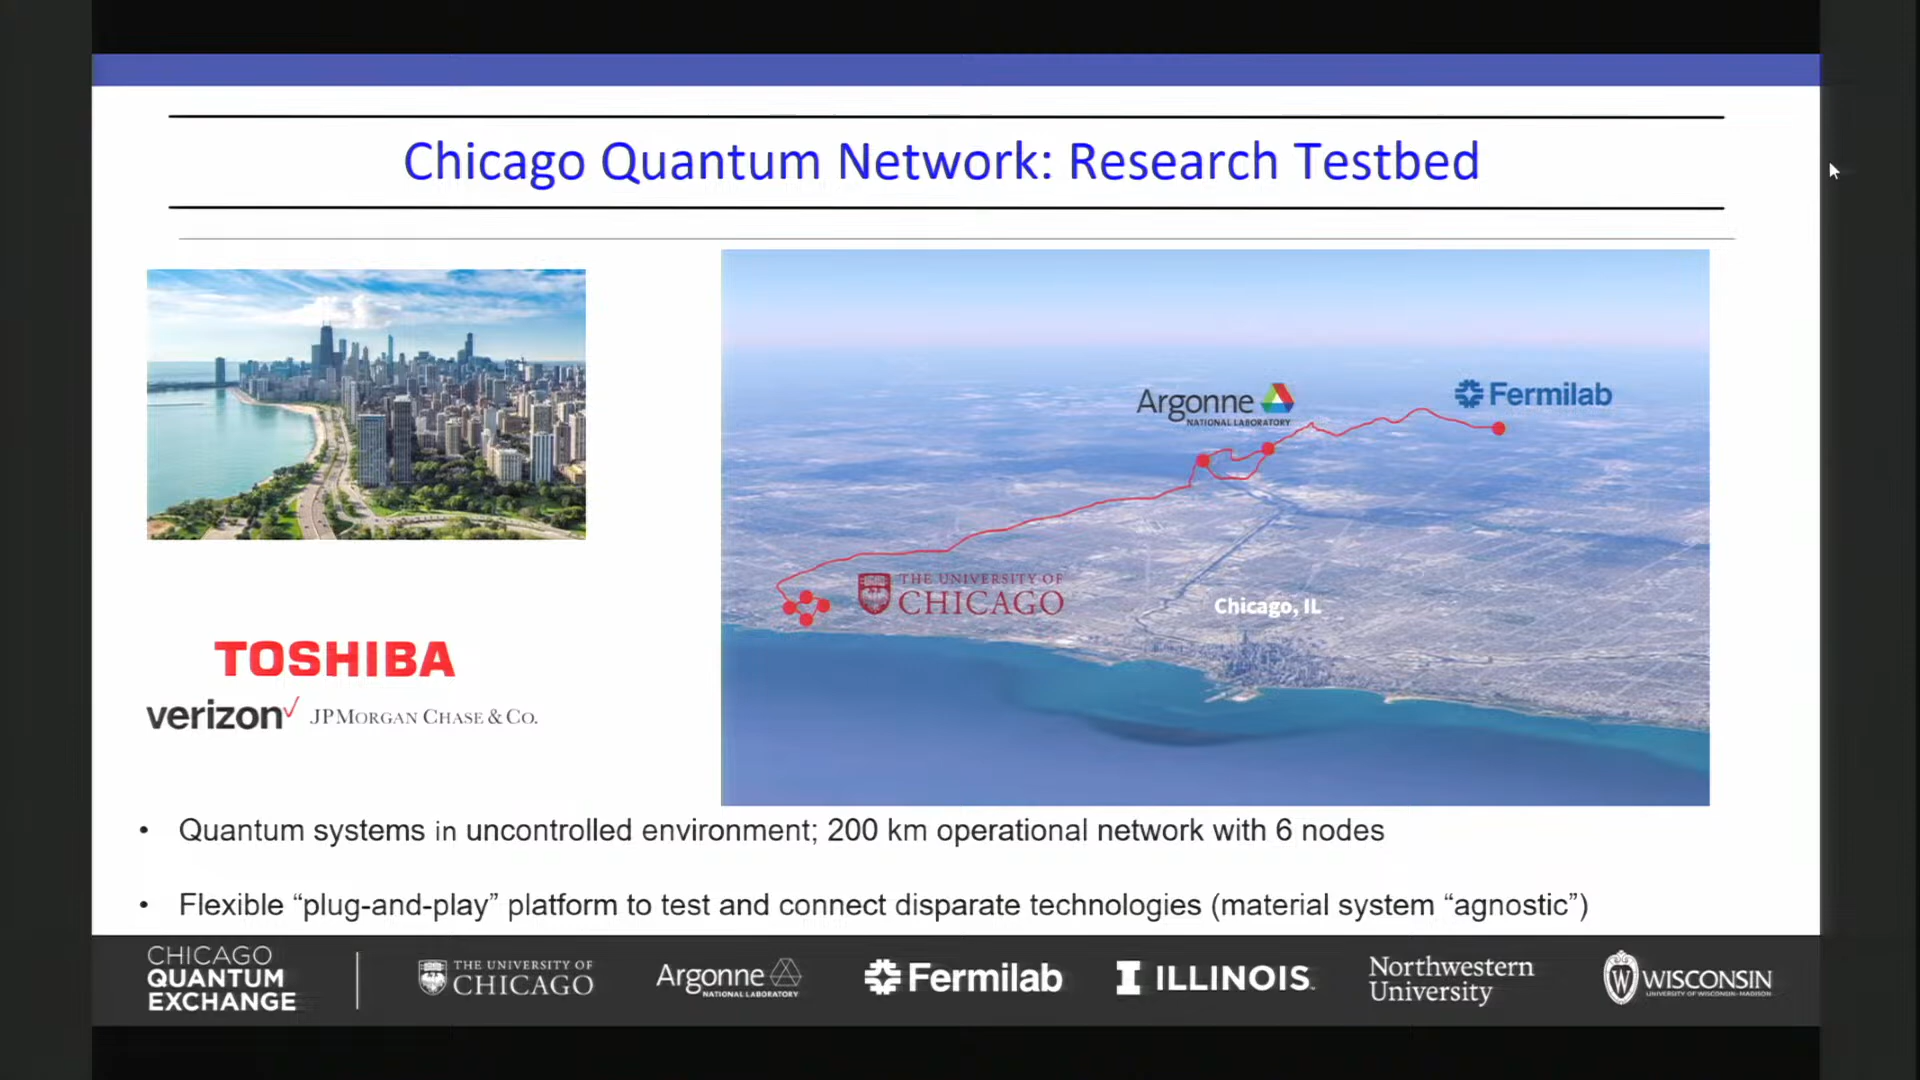 Chicago Quantum Network: Research Testbed
Argonne
NATIONAL LABORATORY
Fermilab
THE UNIVERSITY OF
CHICAGO
Chicago, IL
TOSHIBA
verizon
JPMORGAN CHASE & CO.
• Quantum systems in uncontrolled environment; 200 km operational network with 6 nodes
• Flexible “plug-and-play” platform to test and connect disparate technologies (material system “agnostic”)
CHICAGO
QUANTUM
EXCHANGE
THE UNIVERSITY OF
CHICAGO
Argonne
NATIONAL LABORATORY
Fermilab
I ILLINOIS
Northwestern
University
W WISCONSIN
UNIVERSITY OF WISCONSIN-MADISON